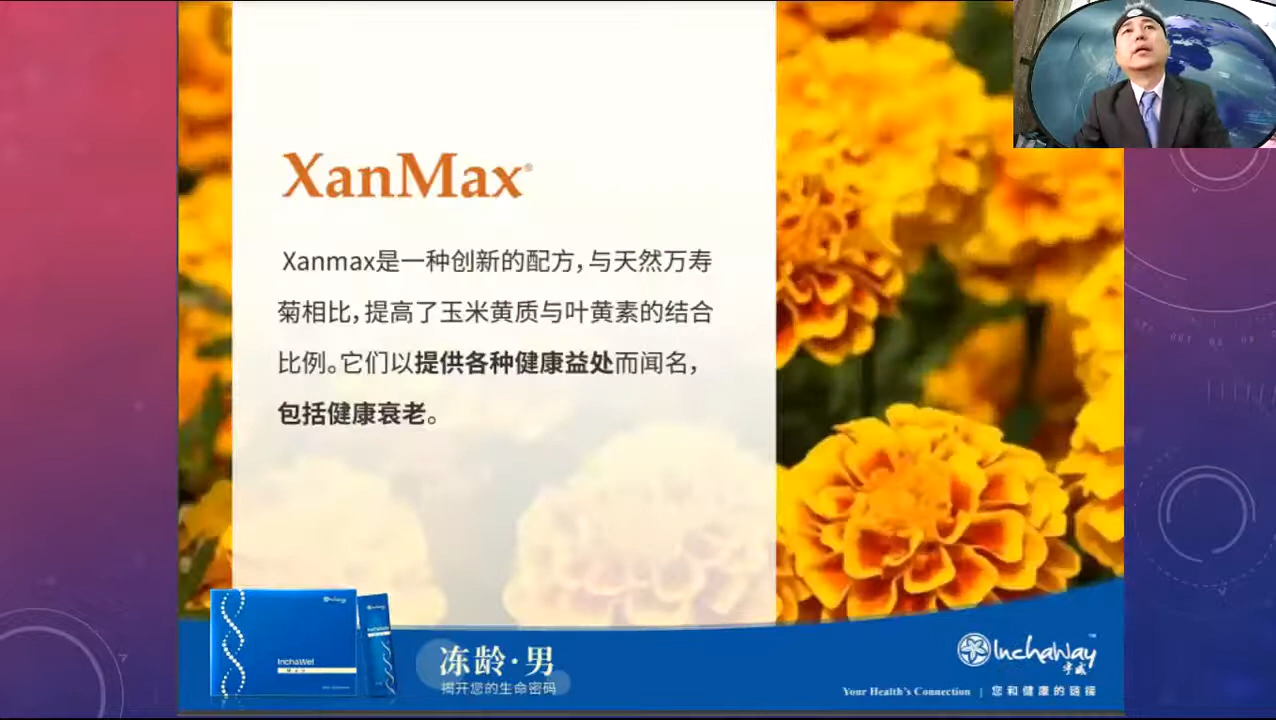 XanMax®
Xanmax是一种创新的配方，与天然万寿
菊相比，提高了玉米黄质与叶黄素的结合
比例。它们以提供各种健康益处而闻名，
包括健康衰老。
InchaWel
冻龄·男
揭开您的生命密码
InchaWay™
Your Health's Connection | 您和健康的链接